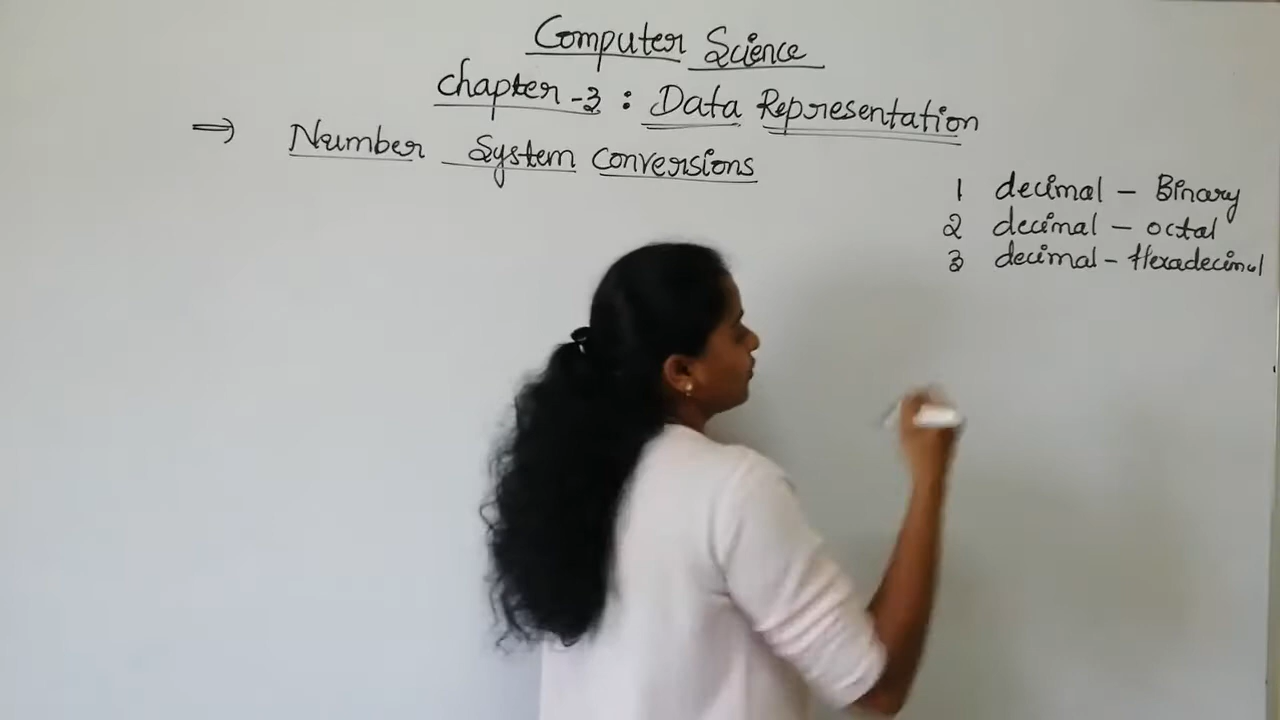 Computer Science
Chapter-3 : Data Representation
⇒ Number System Conversions
1 decimal - Binary
2 decimal - octal
3 decimal - Hexadecimal